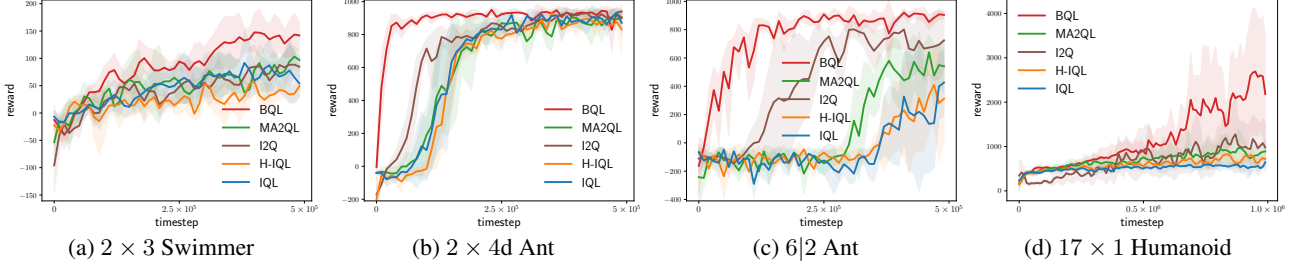 200
150
100
50
0
−50
−100
−150
reward
BQL
MA2QL
I2Q
H-IQL
IQL
0
2.5 × 10⁵
5 × 10⁵
timestep
(a) 2 × 3 Swimmer
1000
800
600
400
200
0
−200
reward
BQL
MA2QL
I2Q
H-IQL
IQL
0
2.5 × 10⁵
5 × 10⁵
timestep
(b) 2 × 4d Ant
1000
800
600
400
200
0
−200
−400
reward
BQL
MA2QL
I2Q
H-IQL
IQL
0
2.5 × 10⁵
5 × 10⁵
timestep
(c) 6|2 Ant
4000
3000
2000
1000
0
reward
BQL
MA2QL
I2Q
H-IQL
IQL
0
0.5 × 10⁶
1.0 × 10⁶
timestep
(d) 17 × 1 Humanoid